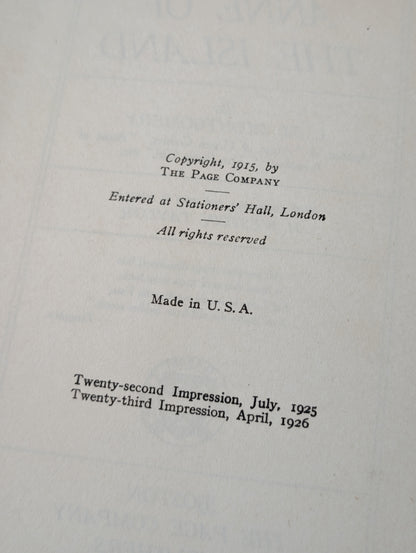 Copyright, 1915, by
The Page Company
Entered at Stationers' Hall, London
All rights reserved
Made in U. S. A.
Twenty-second Impression, July, 1925
Twenty-third Impression, April, 1926